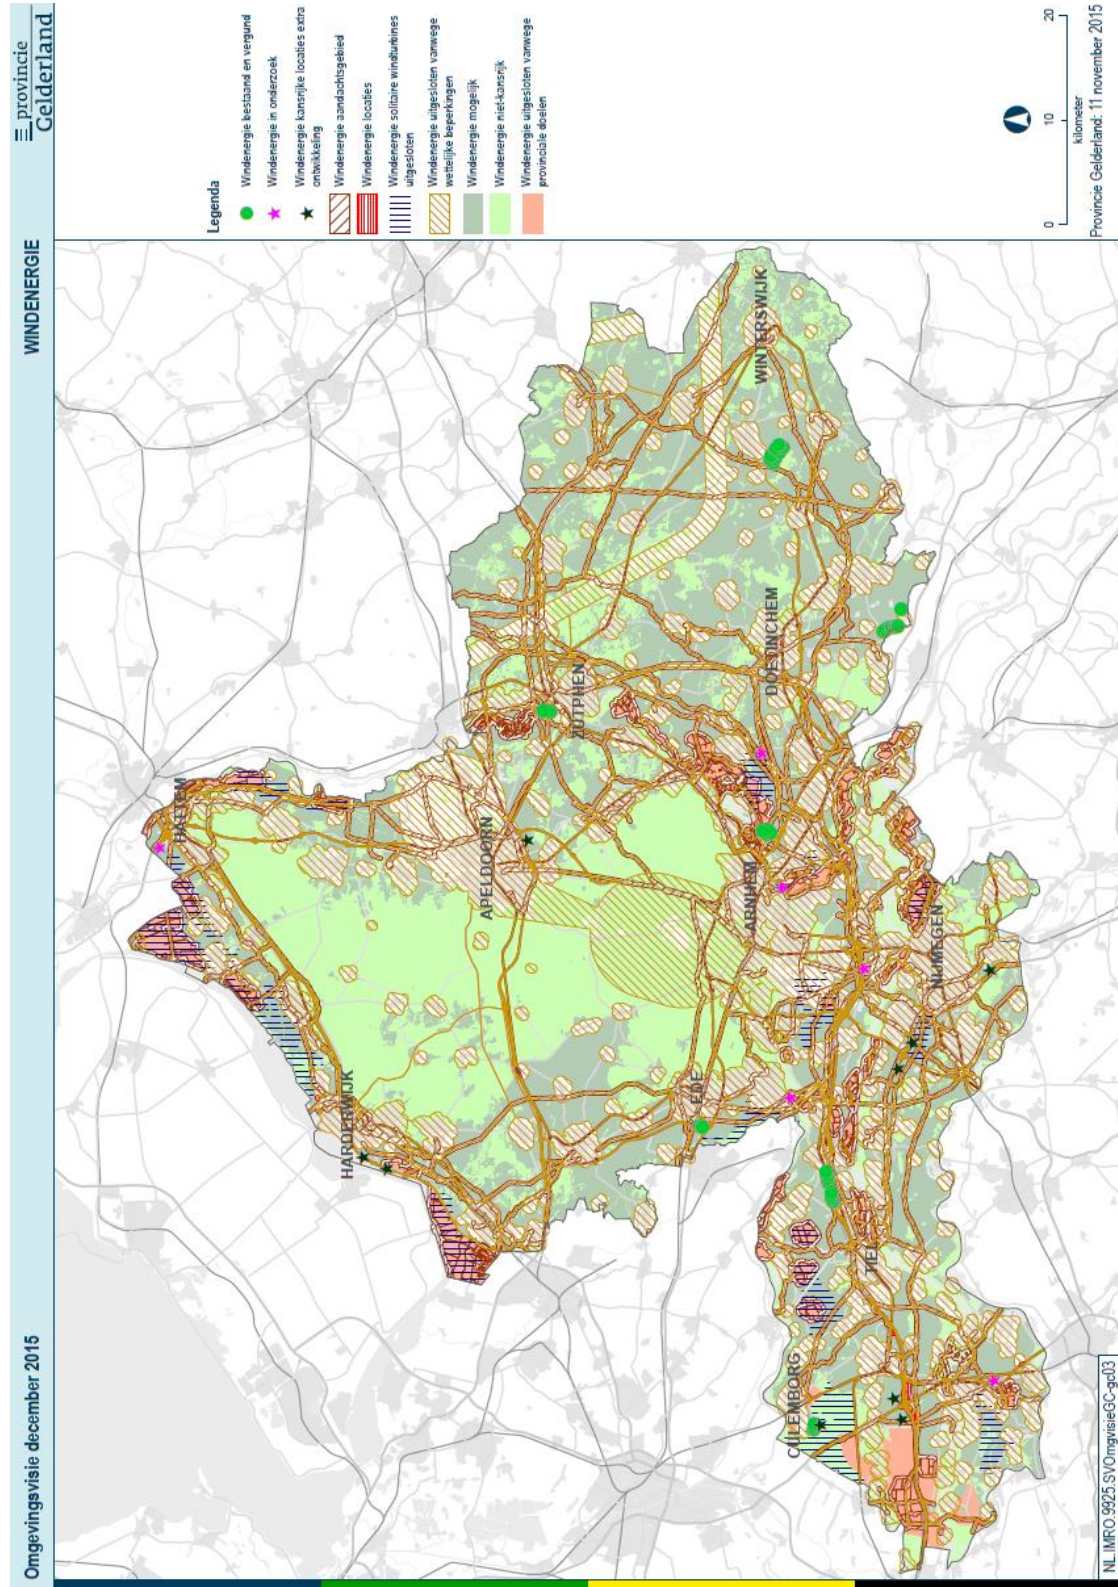 Omgevingsvisie december 2015
WINDENERGIE
provincie
Gelderland
Legenda
Windenergie bestaand en vergund
Windenergie in onderzoek
Windenergie kansrijke locaties extra
ontwikkeling
Windenergie aandachtsgebied
Windenergie locaties
Windenergie solitaire windturbines
uitgesloten
Windenergie uitgesloten vanwege
wettelijke beperkingen
Windenergie mogelijk
Windenergie niet-kansrijk
Windenergie uitgesloten vanwege
provinciale doelen
HATTEM
HARDERWIJK
APELDOORN
ZUTPHEN
EDE
ARNHEM
DOETINCHEM
WINTERSWIJK
CULEMBORG
TIEL
NIJMEGEN
0 10 20
kilometer
Provincie Gelderland: 11 november 2015
NL.IMRO.9925.SVOmgvisieGC-gc03